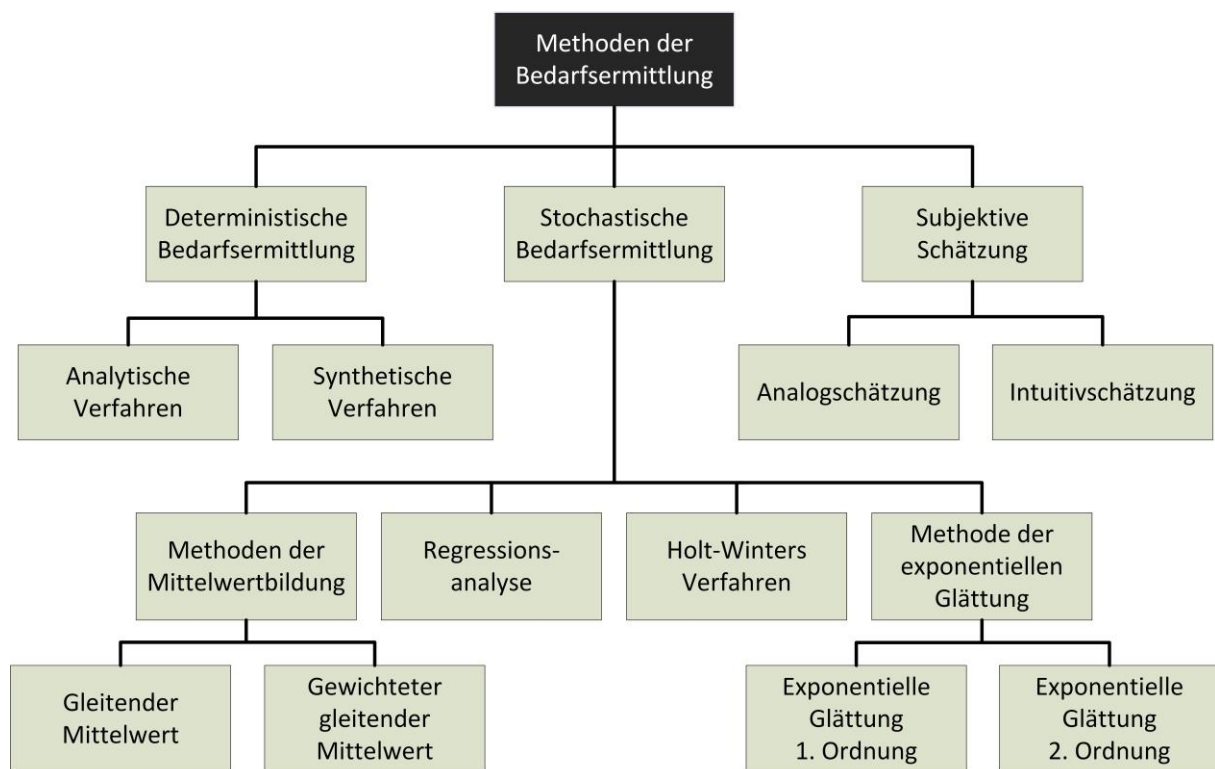 Methoden der
Bedarfsermittlung
Deterministische
Bedarfsermittlung
Stochastische
Bedarfsermittlung
Subjektive
Schätzung
Analytische
Verfahren
Synthetische
Verfahren
Analogschätzung
Intuitivschätzung
Methoden der
Mittelwertbildung
Regressions-
analyse
Holt-Winters
Verfahren
Methode der
exponentiellen
Glättung
Gleitender
Mittelwert
Gewichteter
gleitender
Mittelwert
Exponentielle
Glättung
1. Ordnung
Exponentielle
Glättung
2. Ordnung